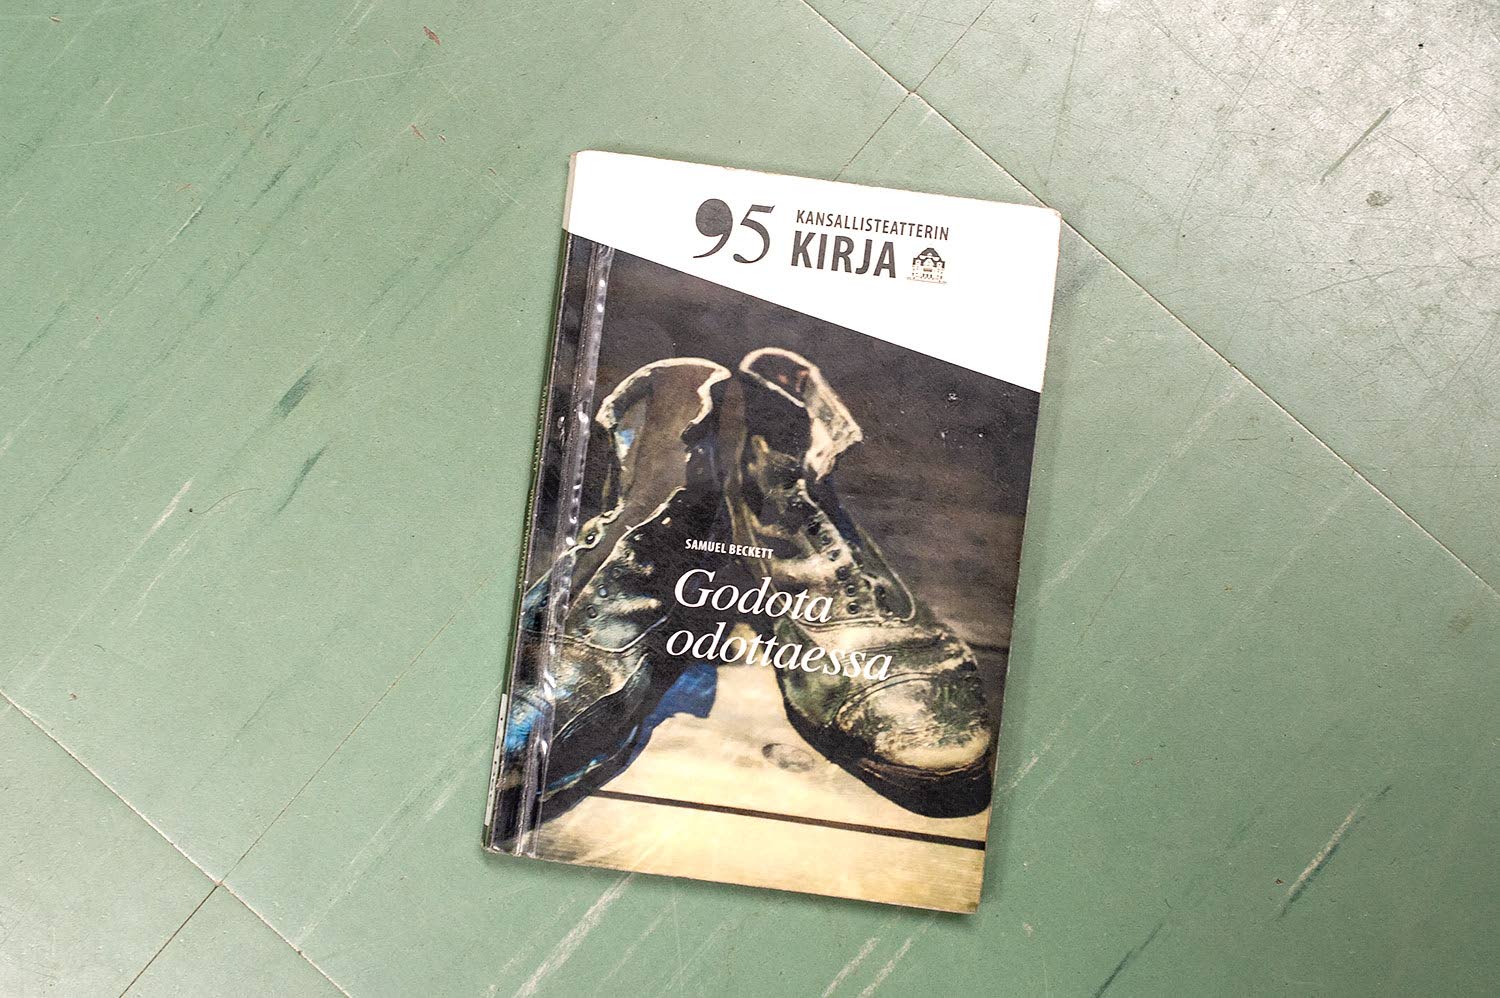 95
KANSALLISTEATTERIN
KIRJA
SAMUEL BECKETT
Godota
odottaessa